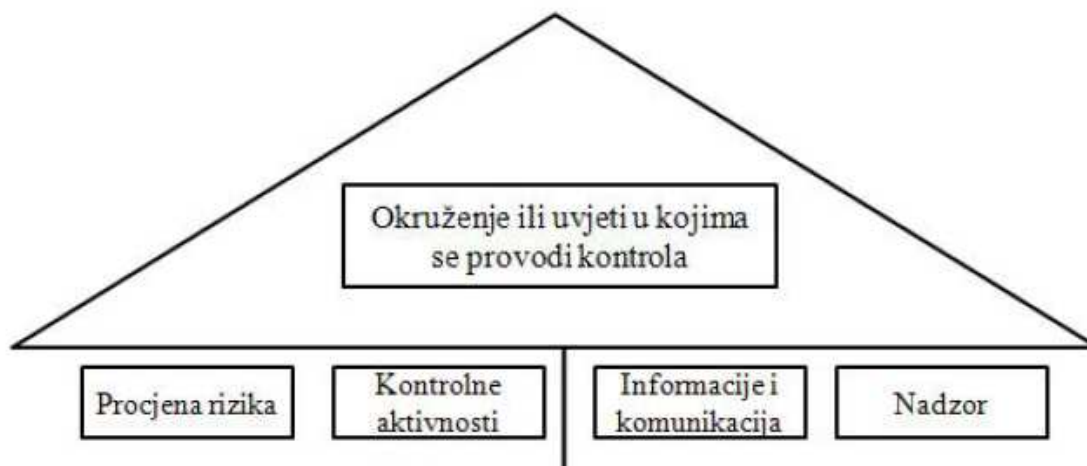 Okruženje ili uvjeti u kojima
se provodi kontrola
Procjena rizika
Kontrolne
aktivnosti
Informacije i
komunikacija
Nadzor